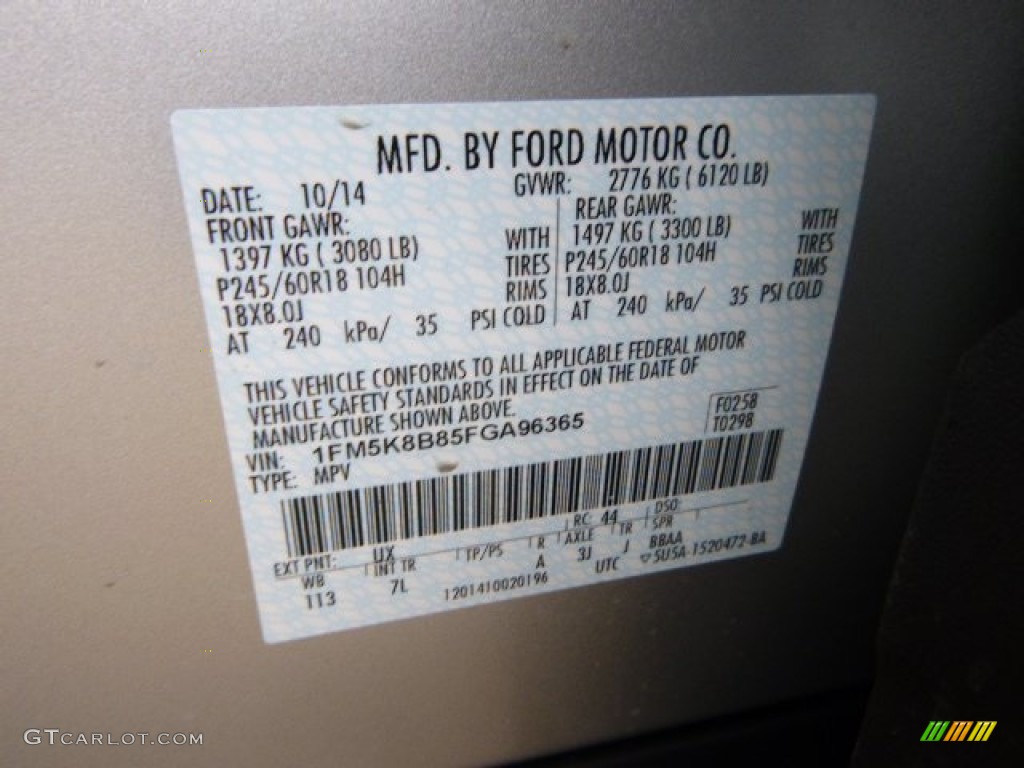 MFD. BY FORD MOTOR CO.
DATE: 10/14 GVWR: 2776 KG ( 6120 LB)
FRONT GAWR: REAR GAWR:
1397 KG ( 3080 LB) WITH 1497 KG ( 3300 LB) WITH
P245/60R18 104H TIRES P245/60R18 104H TIRES
18X8.0J RIMS 18X8.0J RIMS
AT 240 kPa/ 35 PSI COLD AT 240 kPa/ 35 PSI COLD
THIS VEHICLE CONFORMS TO ALL APPLICABLE FEDERAL MOTOR
VEHICLE SAFETY STANDARDS IN EFFECT ON THE DATE OF
MANUFACTURE SHOWN ABOVE.
F0258
VIN: 1FM5K8B85FGA96365 T0298
TYPE: MPV
EXT PNT: UX RC: 44 DSO:
WB INT TR TP/PS R AXLE TR SPR
113 7L A 3J J BBAA
1201410020196 UTC ▽5U5A-1520472-BA
GTCARLOT.COM